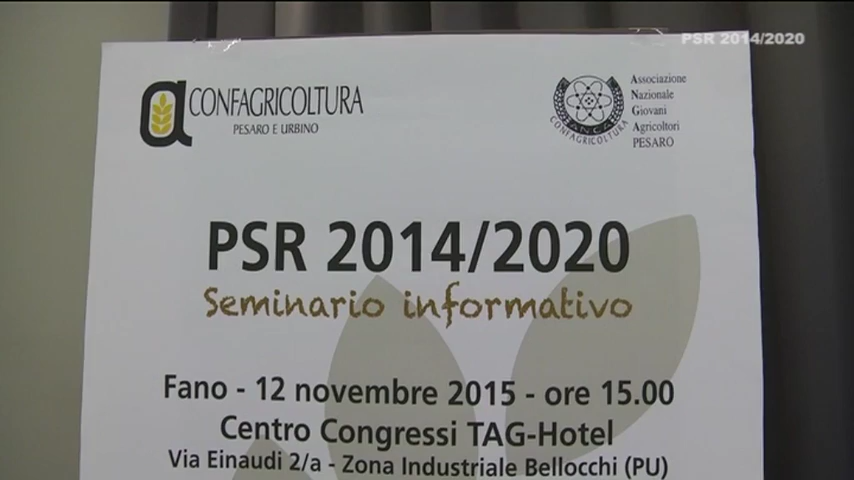 PSR 2014/2020
CONFAGRICOLTURA
PESARO E URBINO
Associazione
Nazionale
Giovani
Agricoltori
PESARO
ANGA
CONFAGRICOLTURA
PSR 2014/2020
Seminario informativo
Fano - 12 novembre 2015 - ore 15.00
Centro Congressi TAG-Hotel
Via Einaudi 2/a - Zona Industriale Bellocchi (PU)